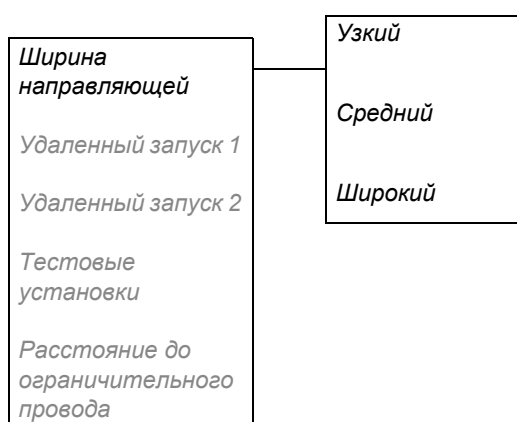 Ширина
направляющей
Удаленный запуск 1
Удаленный запуск 2
Тестовые
установки
Расстояние до
ограничительного
провода
Узкий
Средний
Широкий